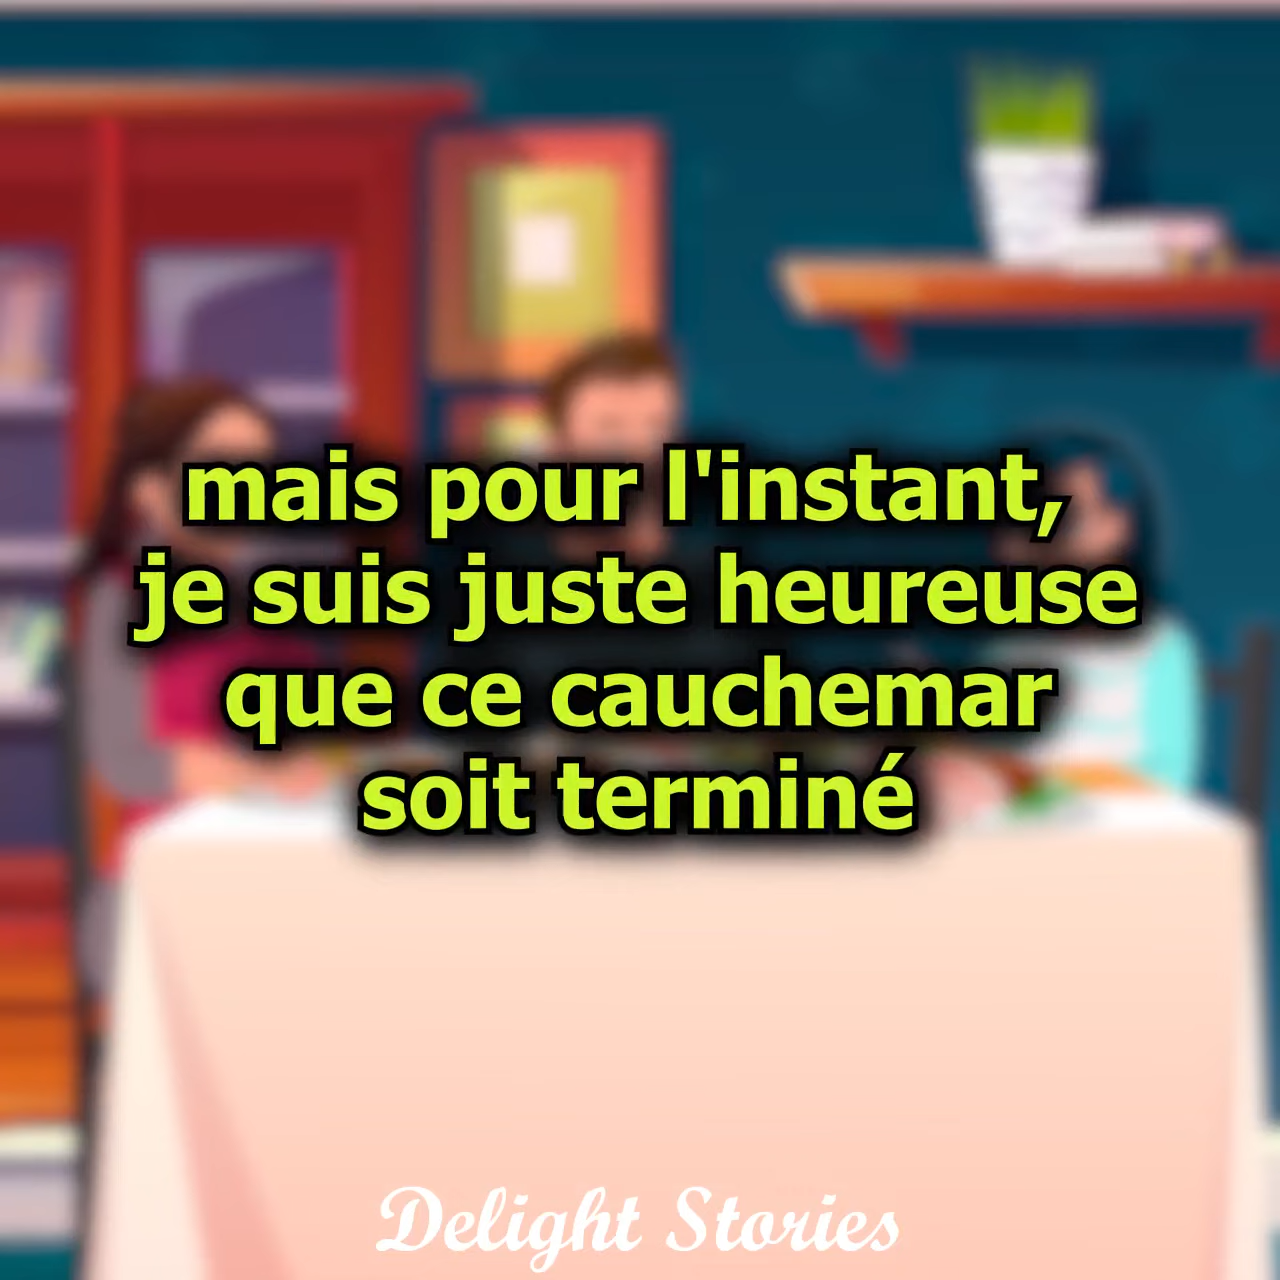 mais pour l'instant,
je suis juste heureuse
que ce cauchemar
soit terminé
Delight Stories